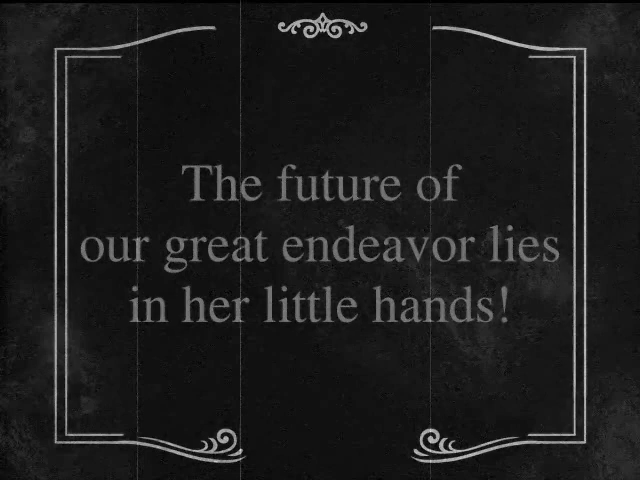 The future of
our great endeavor lies
in her little hands!